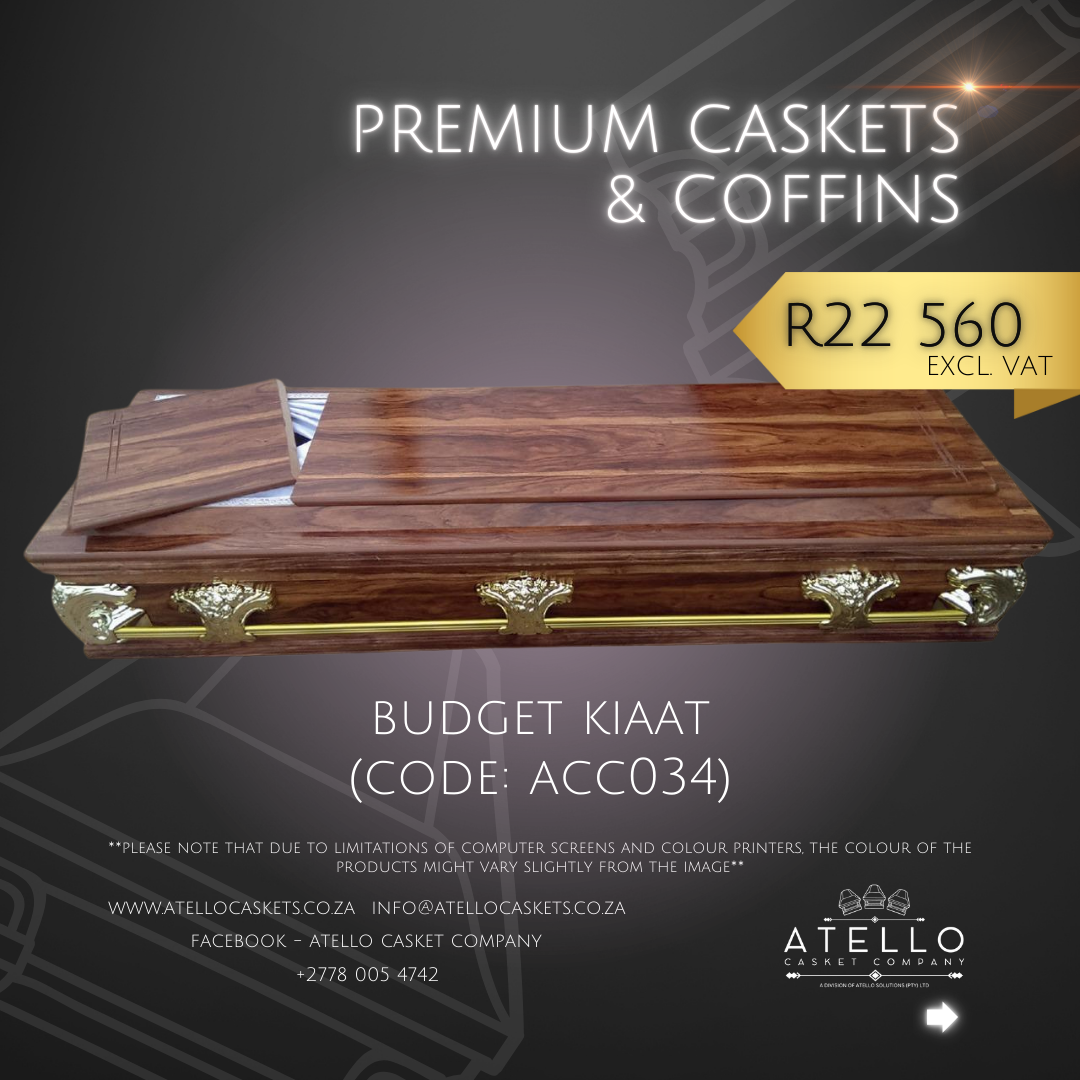 PREMIUM CASKETS
& COFFINS
R22 560
EXCL. VAT
BUDGET KIAAT
(CODE: ACC034)
**PLEASE NOTE THAT DUE TO LIMITATIONS OF COMPUTER SCREENS AND COLOUR PRINTERS, THE COLOUR OF THE
PRODUCTS MIGHT VARY SLIGHTLY FROM THE IMAGE**
WWW.ATELLOCASKETS.CO.ZA INFO@ATELLOCASKETS.CO.ZA
FACEBOOK - ATELLO CASKET COMPANY
+2778 005 4742
ATELLO
CASKET COMPANY
A DIVISION OF ATELLO SOLUTIONS (PTY) LTD